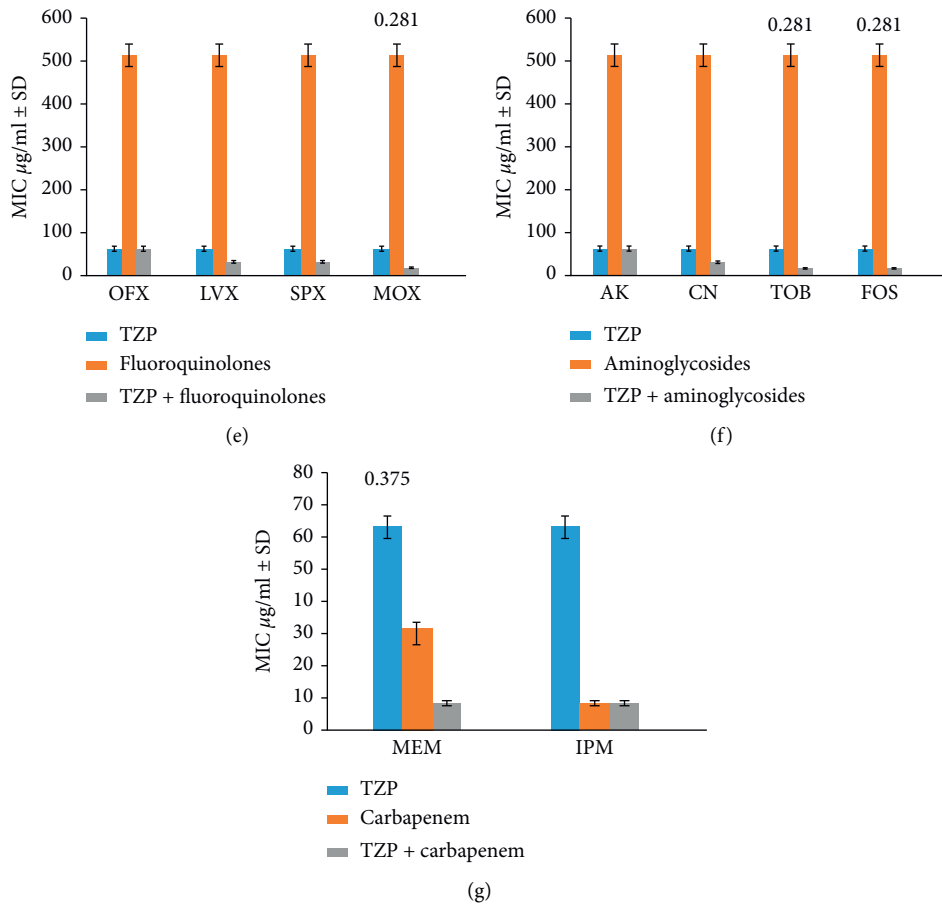 0.281
600
500
400
300
200
100
0
MIC µg/ml ± SD
OFX LVX SPX MOX
TZP
Fluoroquinolones
TZP + fluoroquinolones
(e)
0.281 0.281
600
500
400
300
200
100
0
MIC µg/ml ± SD
AK CN TOB FOS
TZP
Aminoglycosides
TZP + aminoglycosides
(f)
0.375
80
70
60
50
10
30
20
10
0
MIC µg/ml ± SD
MEM IPM
TZP
Carbapenem
TZP + carbapenem
(g)